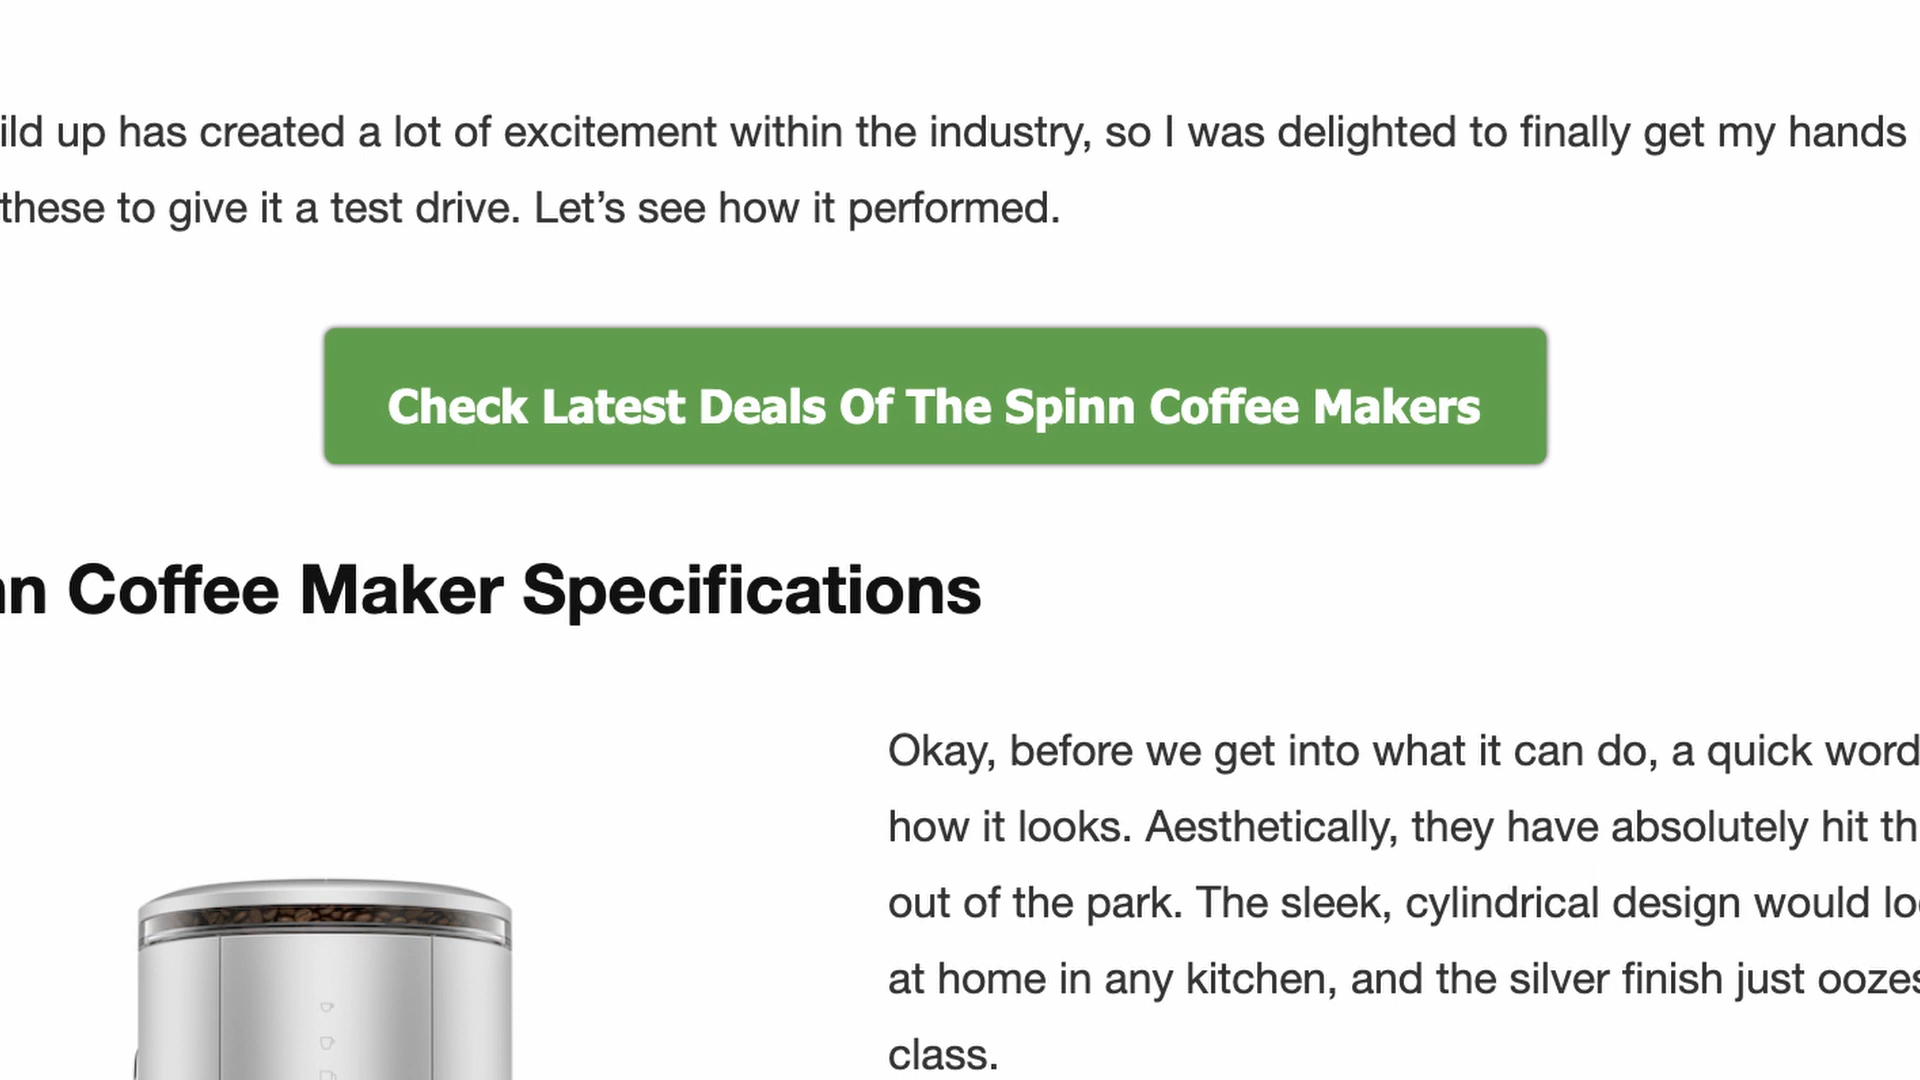 ild up has created a lot of excitement within the industry, so I was delighted to finally get my hands
these to give it a test drive. Let’s see how it performed.
Check Latest Deals Of The Spinn Coffee Makers
nn Coffee Maker Specifications
Okay, before we get into what it can do, a quick word
how it looks. Aesthetically, they have absolutely hit th
out of the park. The sleek, cylindrical design would lo
at home in any kitchen, and the silver finish just oozes
class.